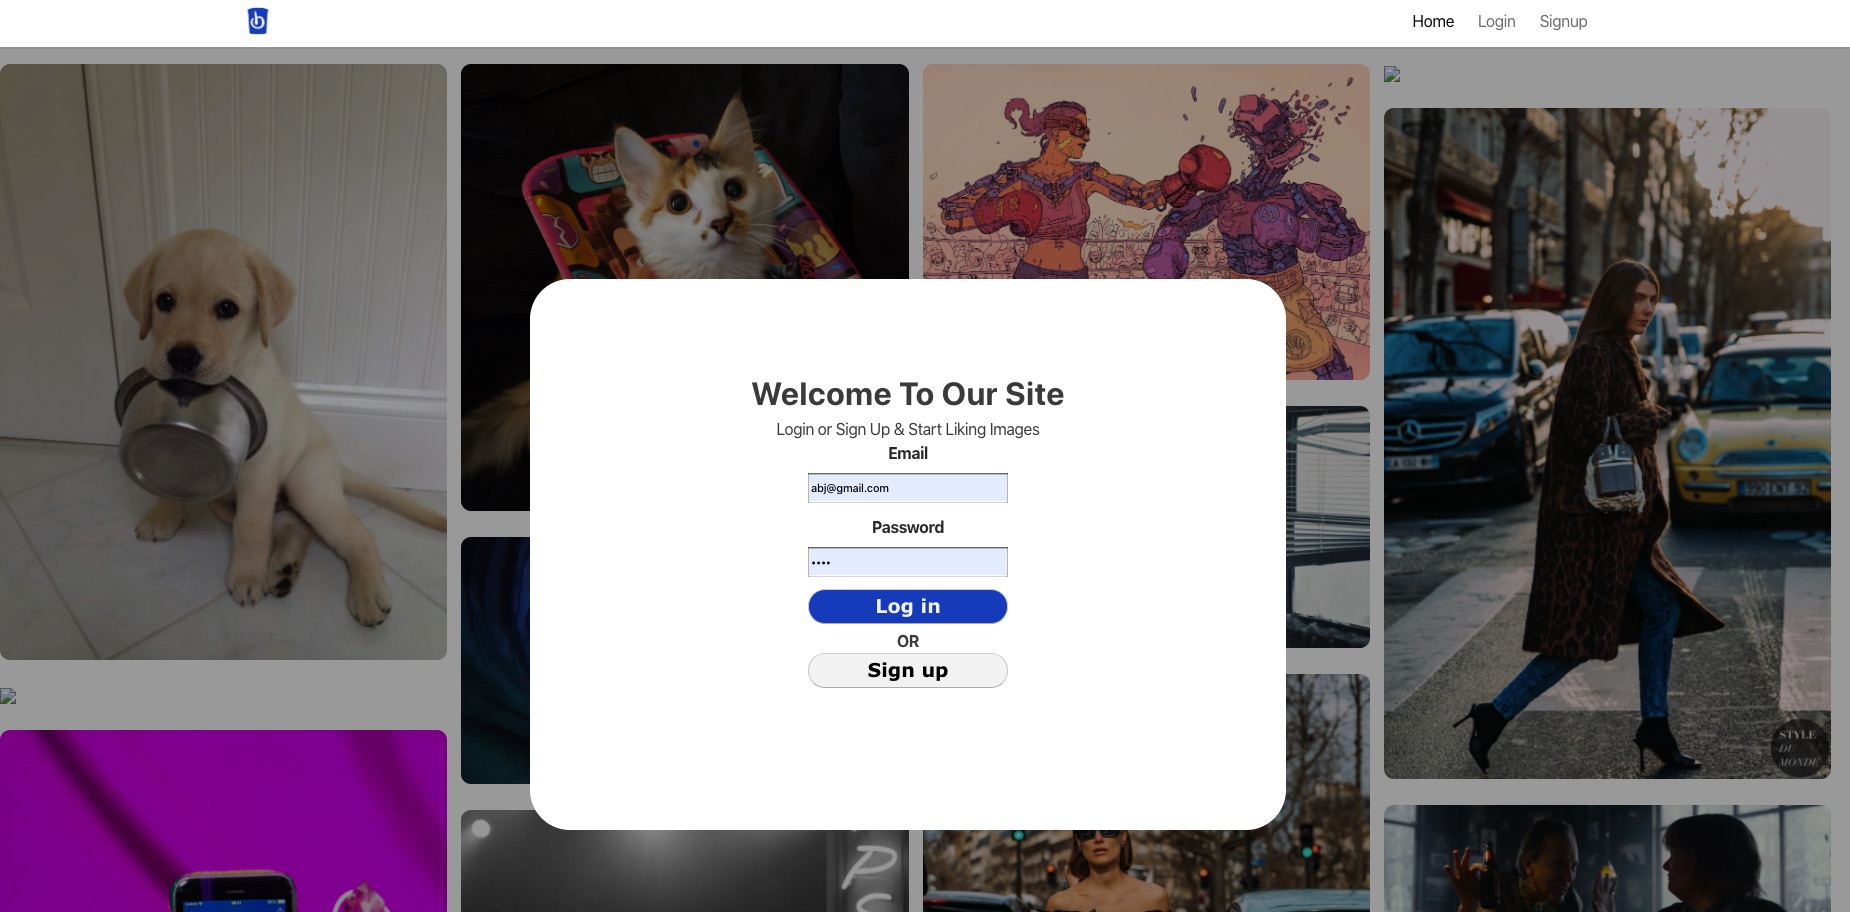 Home Login Signup
Welcome To Our Site
Login or Sign Up & Start Liking Images
Email
abj@gmail.com
Password
••••
Log in
OR
Sign up
STYLE
DU
MONDE
PS